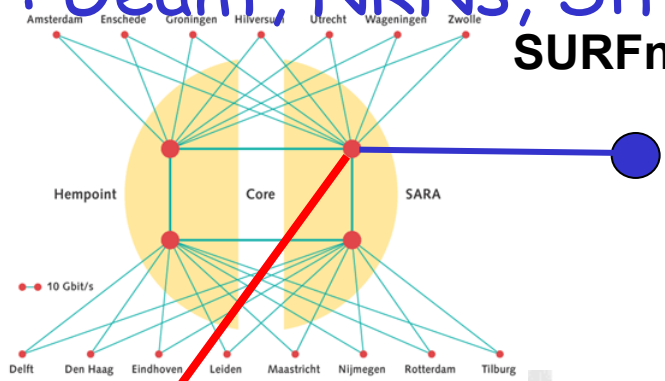 NRNs,
Amsterdam Enschede Groningen Hilversum Utrecht Wageningen Zwolle
SURFn
Hempoint Core SARA
10 Gbit/s
Delft Den Haag Eindhoven Leiden Maastricht Nijmegen Rotterdam Tilburg